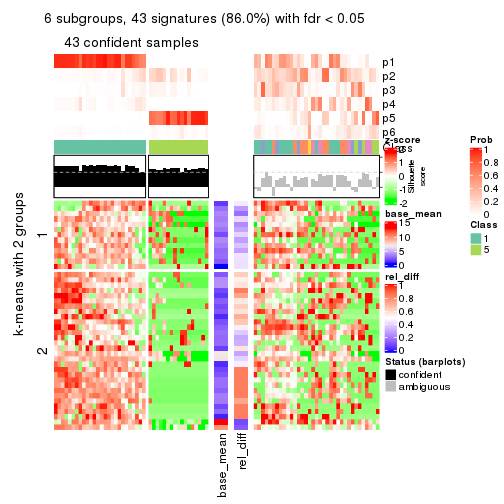 6 subgroups, 43 signatures (86.0%) with fdr < 0.05
43 confident samples
p1
p2
p3
p4
p5
p6
Class
Silhouette
score
k-means with 2 groups
1
2
base_mean
rel_diff
z-score
2
1
0
-1
-2
base_mean
15
10
5
0
rel_diff
1
0.8
0.6
0.4
0.2
0
Status (barplots)
confident
ambiguous
Prob
1
0.8
0.6
0.4
0.2
0
Class
1
5